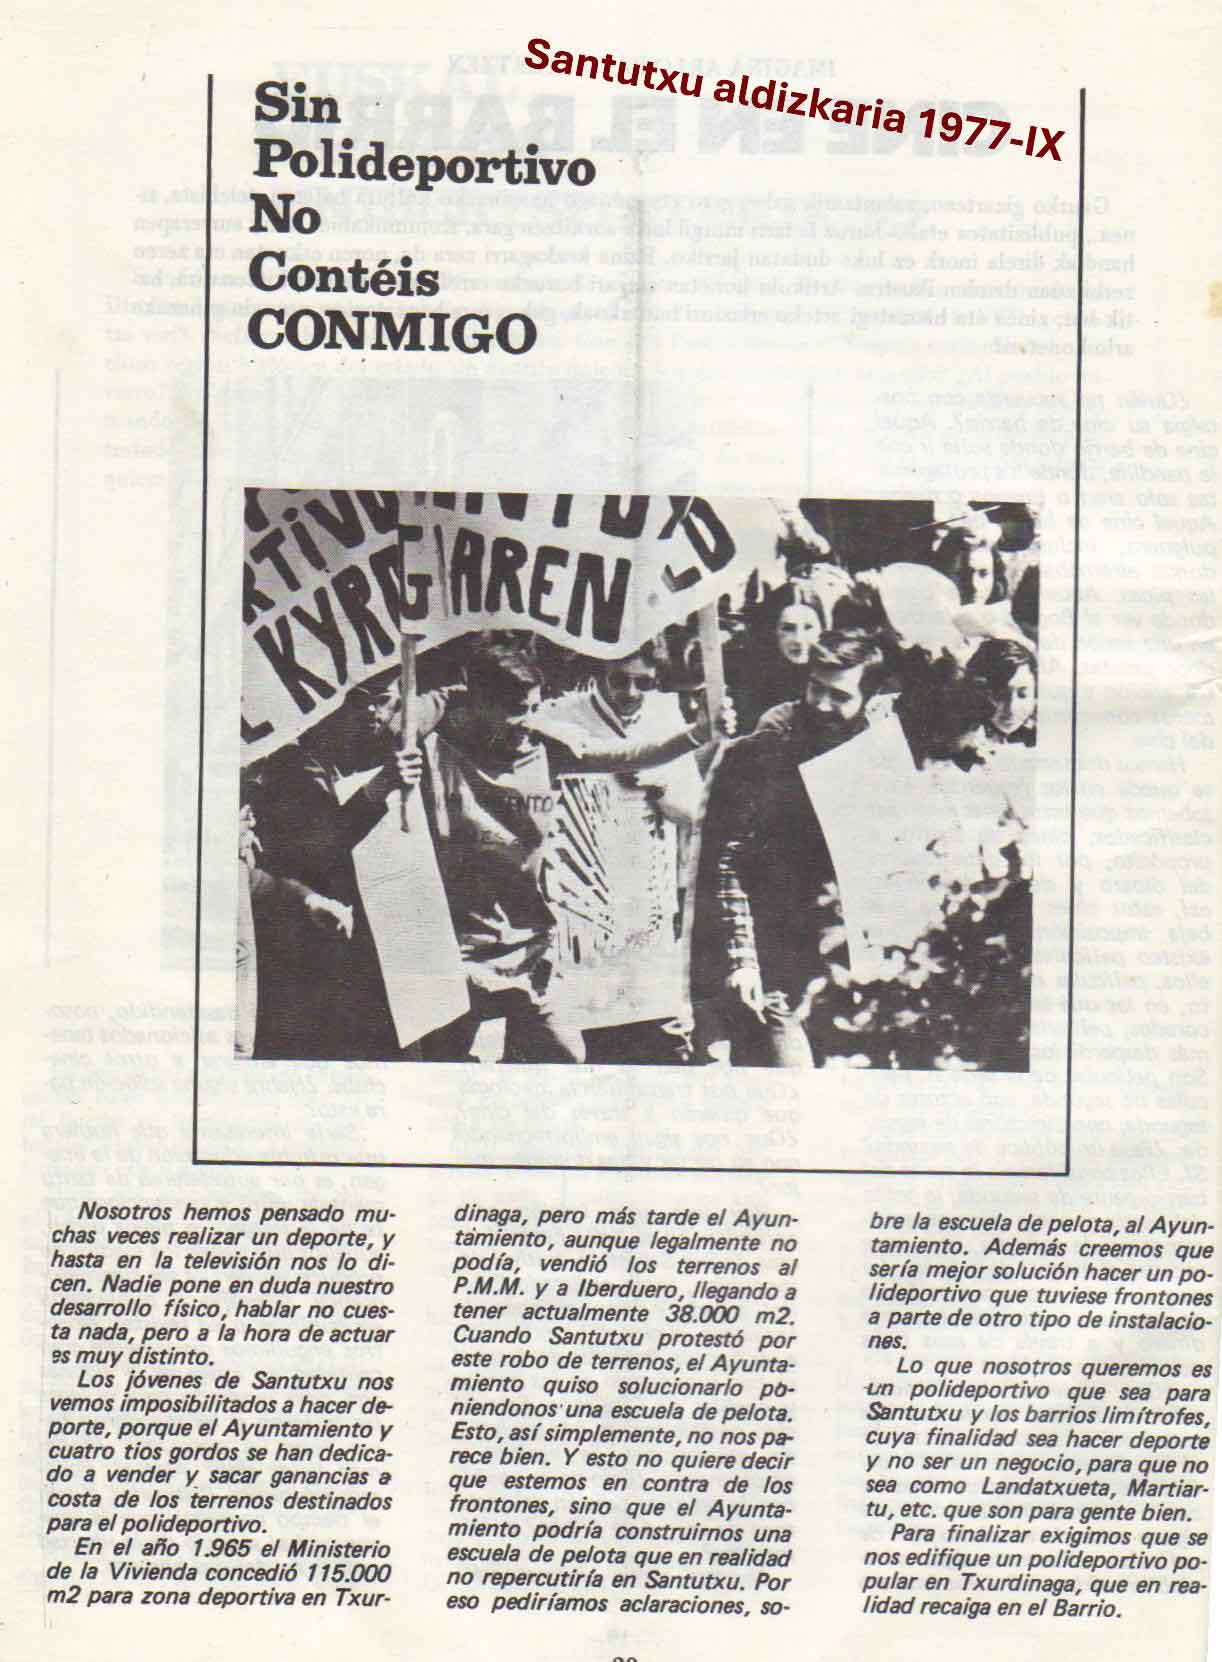 Santutxu aldizkaria 1977-IX
Sin
Polideportivo
No
Contéis
CONMIGO
KYROGIAREN
Nosotros hemos pensado mu-
chas veces realizar un deporte, y
hasta en la televisión nos lo di-
cen. Nadie pone en duda nuestro
desarrollo físico, hablar no cues-
ta nada, pero a la hora de actuar
es muy distinto.
Los jóvenes de Santutxu nos
vemos imposibilitados a hacer de-
porte, porque el Ayuntamiento y
cuatro tios gordos se han dedica-
do a vender y sacar ganancias a
costa de los terrenos destinados
para el polideportivo.
En el año 1.965 el Ministerio
de la Vivienda concedió 115.000
m2 para zona deportiva en Txur-
dinaga, pero más tarde el Ayun-
tamiento, aunque legalmente no
podía, vendió los terrenos al
P.M.M. y a Iberduero, llegando a
tener actualmente 38.000 m2.
Cuando Santutxu protestó por
este robo de terrenos, el Ayunta-
miento quiso solucionarlo po-
niendonos una escuela de pelota.
Esto, así simplemente, no nos pa-
rece bien. Y esto no quiere decir
que estemos en contra de los
frontones, sino que el Ayunta-
miento podría construirnos una
escuela de pelota que en realidad
no repercutiría en Santutxu. Por
eso pediríamos aclaraciones, so-
bre la escuela de pelota, al Ayun-
tamiento. Además creemos que
sería mejor solución hacer un po-
lideportivo que tuviese frontones
a parte de otro tipo de instalacio-
nes.
Lo que nosotros queremos es
un polideportivo que sea para
Santutxu y los barrios limítrofes,
cuya finalidad sea hacer deporte
y no ser un negocio, para que no
sea como Landatxueta, Martiar-
tu, etc. que son para gente bien.
Para finalizar exigimos que se
nos edifique un polideportivo po-
pular en Txurdinaga, que en rea-
lidad recaiga en el Barrio.